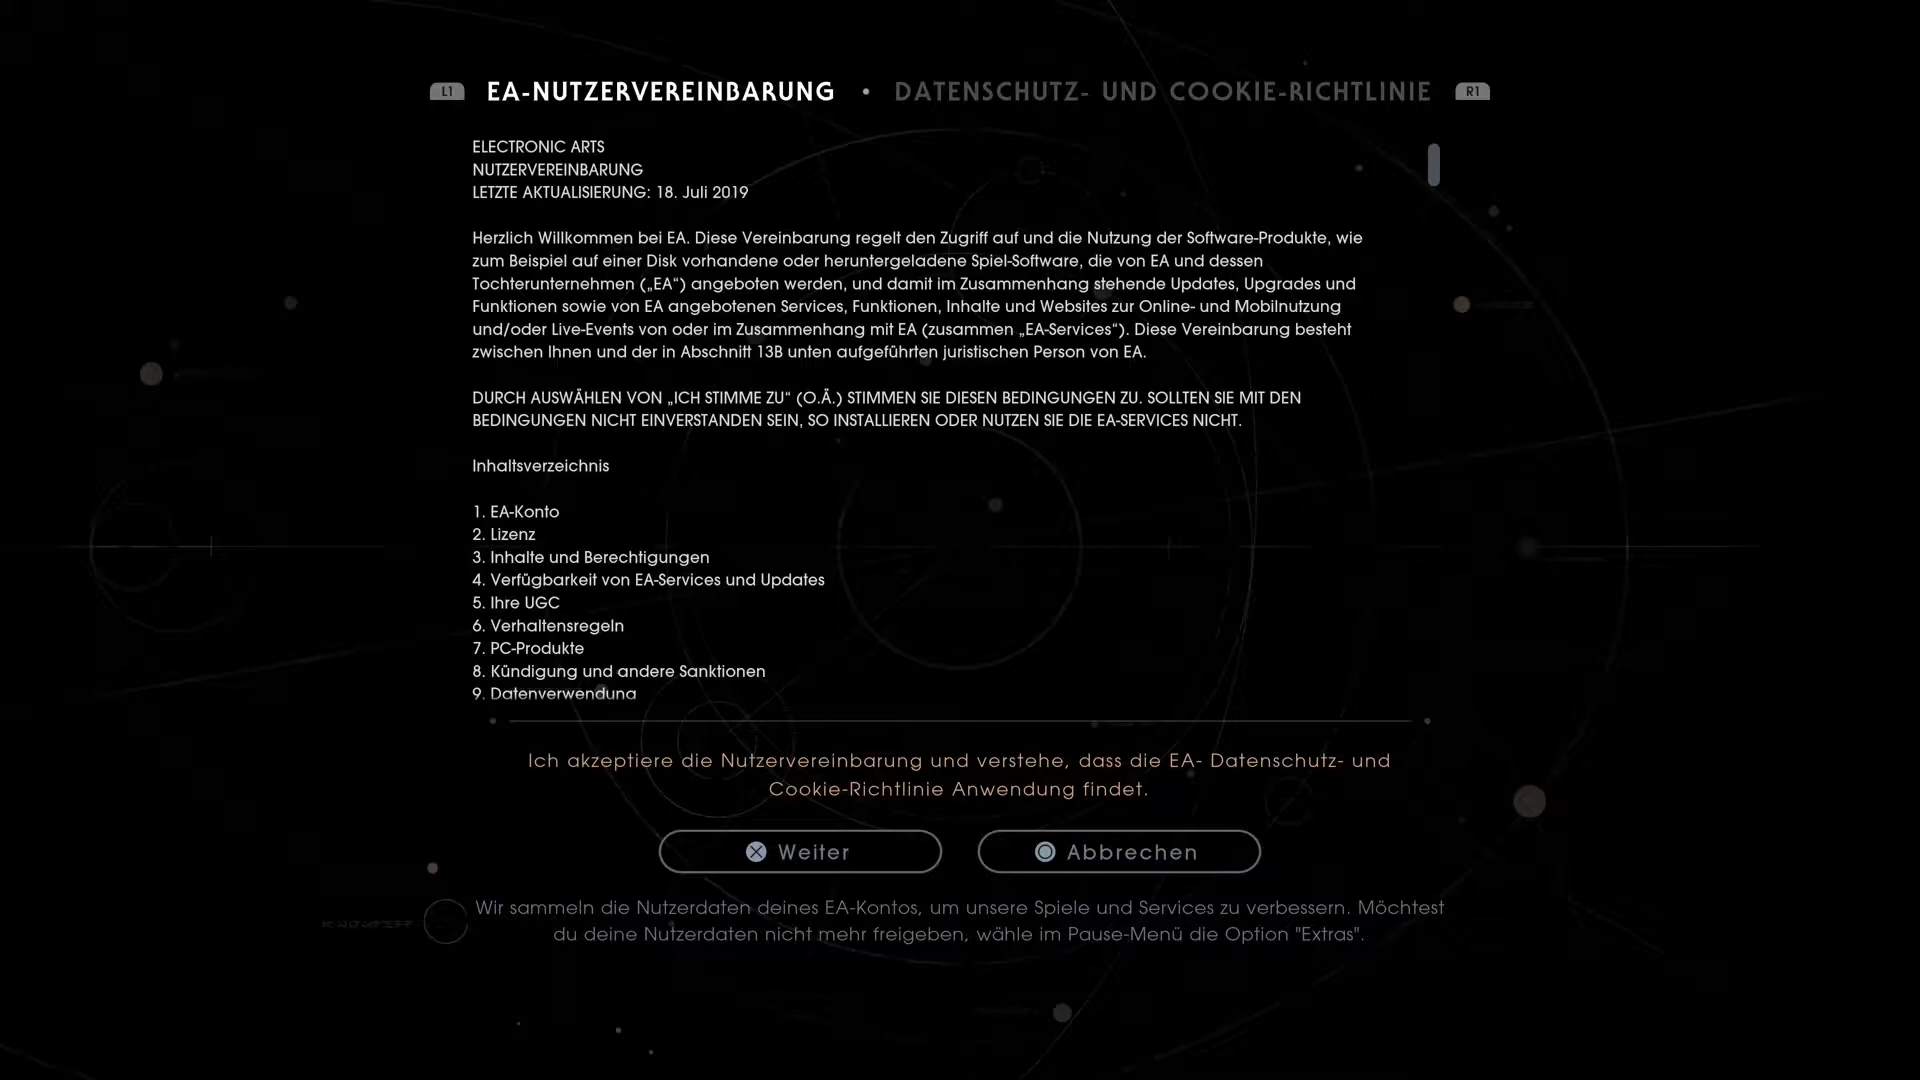 L1 EA-NUTZERVEREINBARUNG • DATENSCHUTZ- UND COOKIE-RICHTLINIE R1
ELECTRONIC ARTS
NUTZERVEREINBARUNG
LETZTE AKTUALISIERUNG: 18. Juli 2019
Herzlich Willkommen bei EA. Diese Vereinbarung regelt den Zugriff auf und die Nutzung der Software-Produkte, wie
zum Beispiel auf einer Disk vorhandene oder heruntergeladene Spiel-Software, die von EA und dessen
Tochterunternehmen („EA“) angeboten werden, und damit im Zusammenhang stehende Updates, Upgrades und
Funktionen sowie von EA angebotenen Services, Funktionen, Inhalte und Websites zur Online- und Mobilnutzung
und/oder Live-Events von oder im Zusammenhang mit EA (zusammen „EA-Services“). Diese Vereinbarung besteht
zwischen Ihnen und der in Abschnitt 13B unten aufgeführten juristischen Person von EA.
DURCH AUSWÄHLEN VON „ICH STIMME ZU“ (O.Ä.) STIMMEN SIE DIESEN BEDINGUNGEN ZU. SOLLTEN SIE MIT DEN
BEDINGUNGEN NICHT EINVERSTANDEN SEIN, SO INSTALLIEREN ODER NUTZEN SIE DIE EA-SERVICES NICHT.
Inhaltsverzeichnis
1. EA-Konto
2. Lizenz
3. Inhalte und Berechtigungen
4. Verfügbarkeit von EA-Services und Updates
5. Ihre UGC
6. Verhaltensregeln
7. PC-Produkte
8. Kündigung und andere Sanktionen
9. Datenverwendung
Ich akzeptiere die Nutzervereinbarung und verstehe, dass die EA- Datenschutz- und
Cookie-Richtlinie Anwendung findet.
Weiter Abbrechen
Wir sammeln die Nutzerdaten deines EA-Kontos, um unsere Spiele und Services zu verbessern. Möchtest
du deine Nutzerdaten nicht mehr freigeben, wähle im Pause-Menü die Option "Extras".